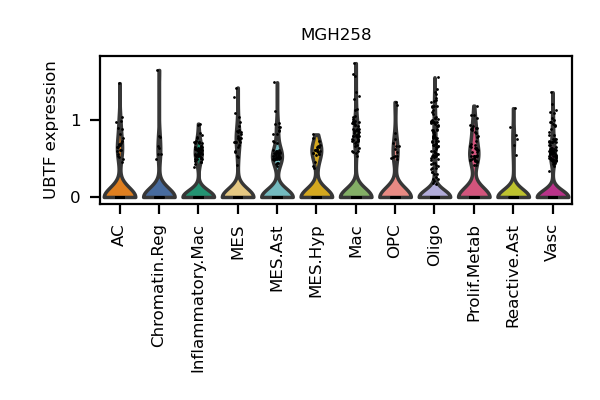 MGH258
UBTF expression
1
0
AC
Chromatin.Reg
Inflammatory.Mac
MES
MES.Ast
MES.Hyp
Mac
OPC
Oligo
Prolif.Metab
Reactive.Ast
Vasc